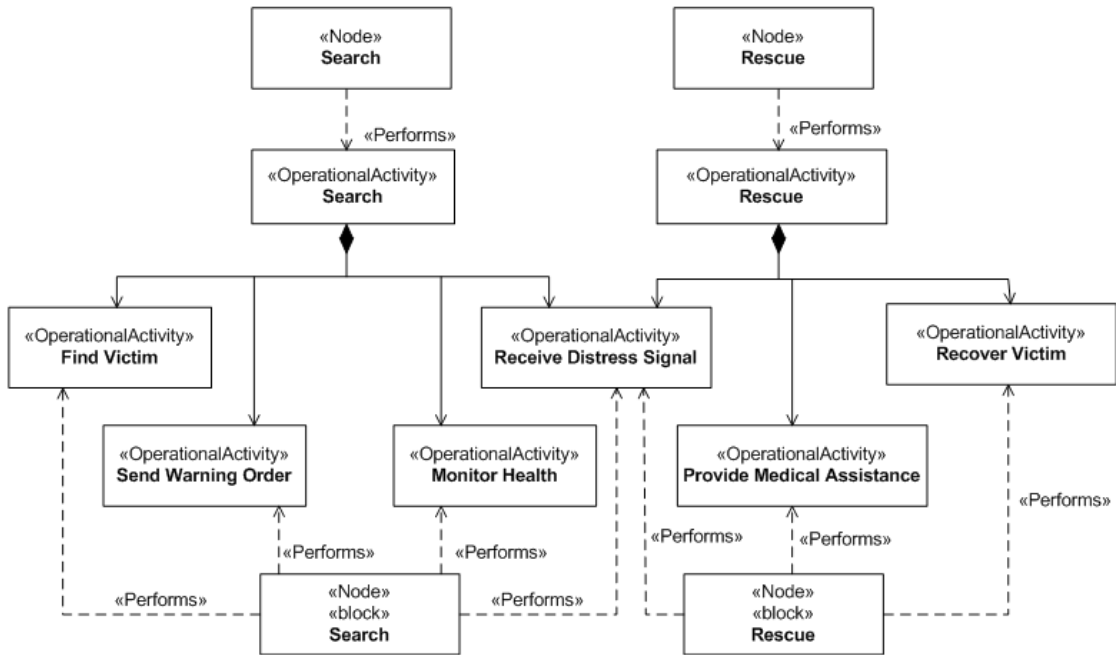 «Node»
Search
«Node»
Rescue
«Performs»
«Performs»
«OperationalActivity»
Search
«OperationalActivity»
Rescue
«OperationalActivity»
Find Victim
«OperationalActivity»
Receive Distress Signal
«OperationalActivity»
Recover Victim
«OperationalActivity»
Send Warning Order
«OperationalActivity»
Monitor Health
«OperationalActivity»
Provide Medical Assistance
«Performs»
«Performs»
«Performs»
«Performs»
«Performs»
«Performs»
«Performs»
«Node»
«block»
Search
«Node»
«block»
Rescue